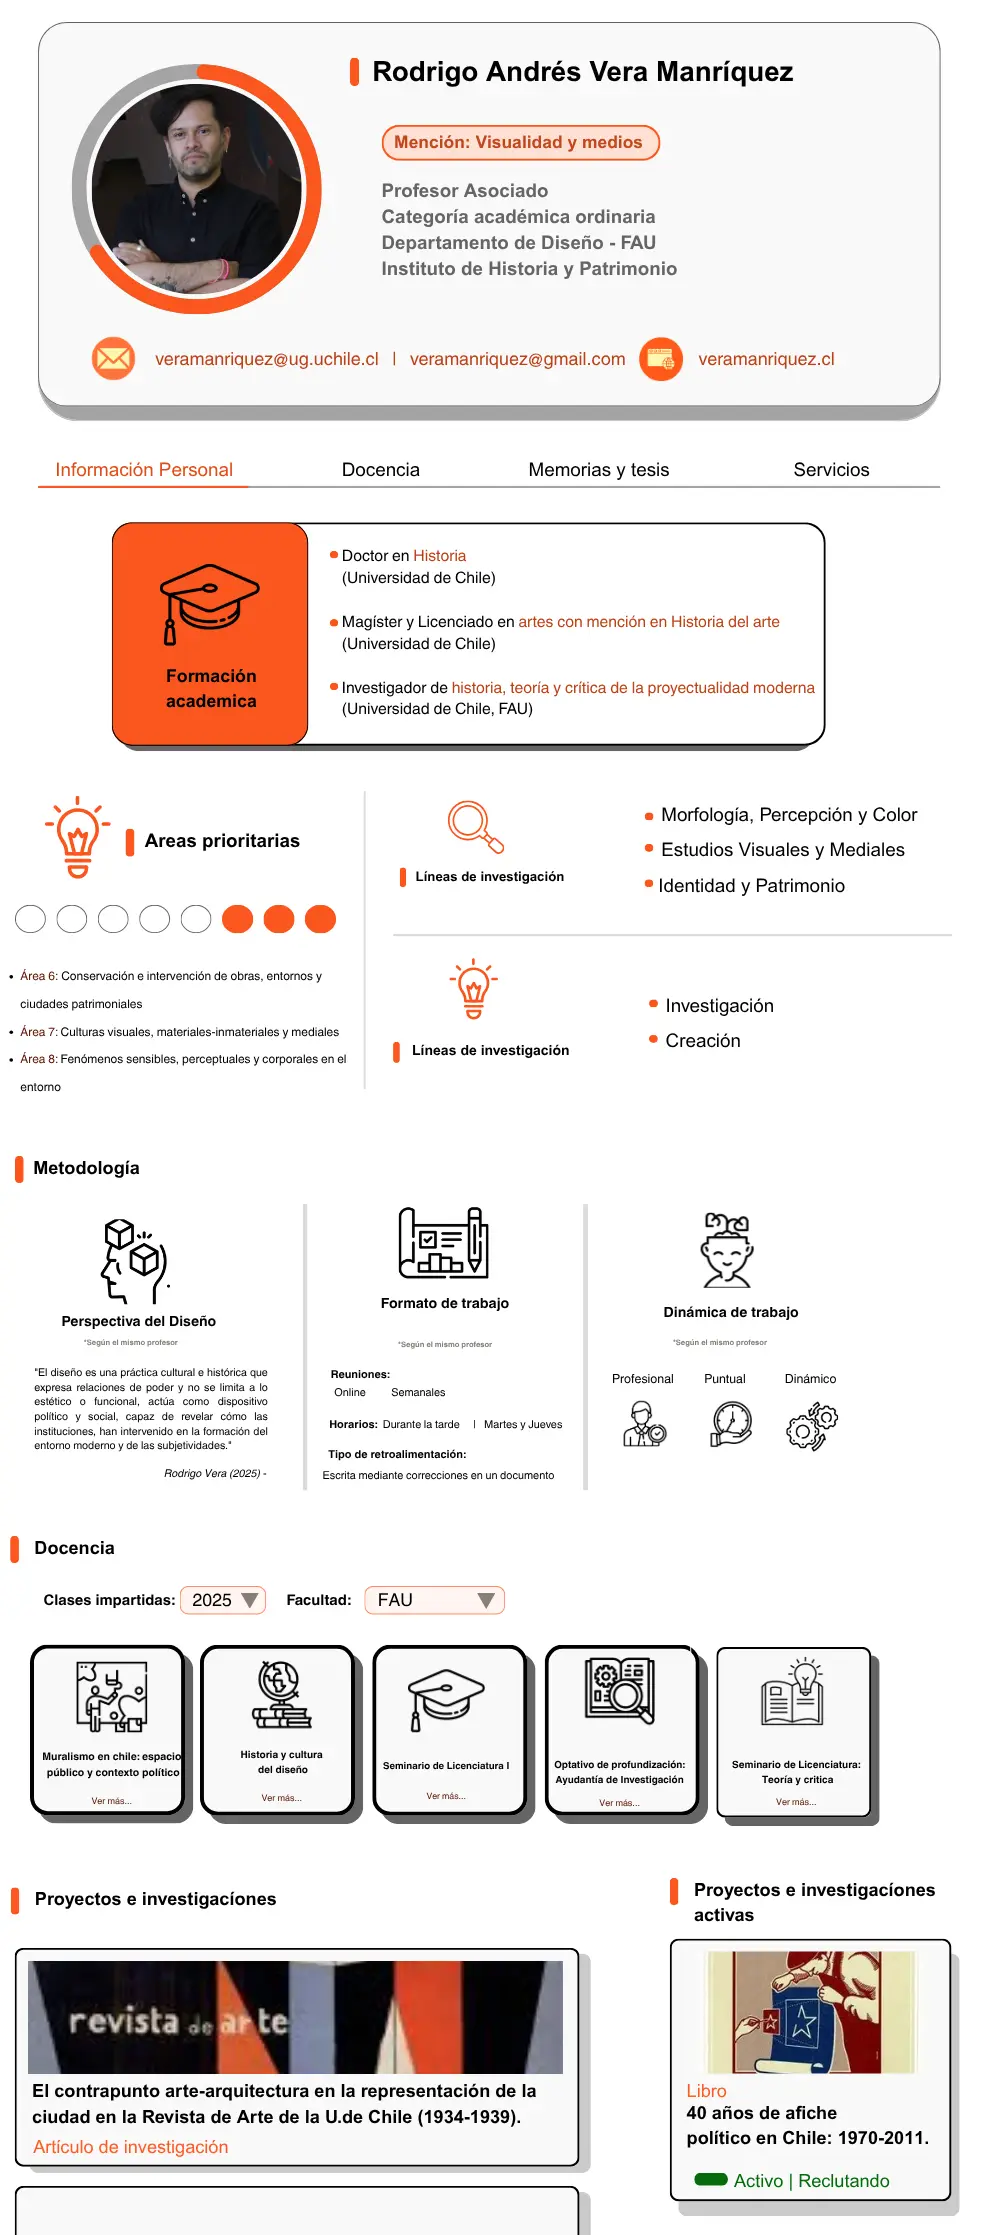 Rodrigo Andrés Vera Manríquez
Mención: Visualidad y medios
Profesor Asociado
Categoría académica ordinaria
Departamento de Diseño - FAU
Instituto de Historia y Patrimonio
veramanriquez@ug.uchile.cl | veramanriquez@gmail.com veramanriquez.cl
Información Personal Docencia Memorias y tesis Servicios
Formación
academica
Doctor en Historia
(Universidad de Chile)
Magíster y Licenciado en artes con mención en Historia del arte
(Universidad de Chile)
Investigador de historia, teoría y crítica de la proyectualidad moderna
(Universidad de Chile, FAU)
Areas prioritarias
• Área 6: Conservación e intervención de obras, entornos y
ciudades patrimoniales
• Área 7: Culturas visuales, materiales-inmateriales y mediales
• Área 8: Fenómenos sensibles, perceptuales y corporales en el
entorno
Líneas de investigación
Morfología, Percepción y Color
Estudios Visuales y Mediales
Identidad y Patrimonio
Líneas de investigación
Investigación
Creación
Metodología
Perspectiva del Diseño
*Según el mismo profesor
"El diseño es una práctica cultural e histórica que
expresa relaciones de poder y no se limita a lo
estético o funcional, actúa como dispositivo
político y social, capaz de revelar cómo las
instituciones, han intervenido en la formación del
entorno moderno y de las subjetividades."
Rodrigo Vera (2025) -
Formato de trabajo
*Según el mismo profesor
Reuniones:
Online Semanales
Horarios: Durante la tarde | Martes y Jueves
Tipo de retroalimentación:
Escrita mediante correcciones en un documento
Dinámica de trabajo
*Según el mismo profesor
Profesional Puntual Dinámico
Docencia
Clases impartidas: 2025 Facultad: FAU
Muralismo en chile: espacio
público y contexto político
Ver más...
Historia y cultura
del diseño
Ver más...
Seminario de Licenciatura I
Ver más...
Optativo de profundización:
Ayudantía de Investigación
Ver más...
Seminario de Licenciatura:
Teoría y critica
Ver más...
Proyectos e investigacíones
revista de arte
El contrapunto arte-arquitectura en la representación de la
ciudad en la Revista de Arte de la U.de Chile (1934-1939).
Artículo de investigación
Proyectos e investigacíones
activas
Libro
40 años de afiche
político en Chile: 1970-2011.
Activo | Reclutando